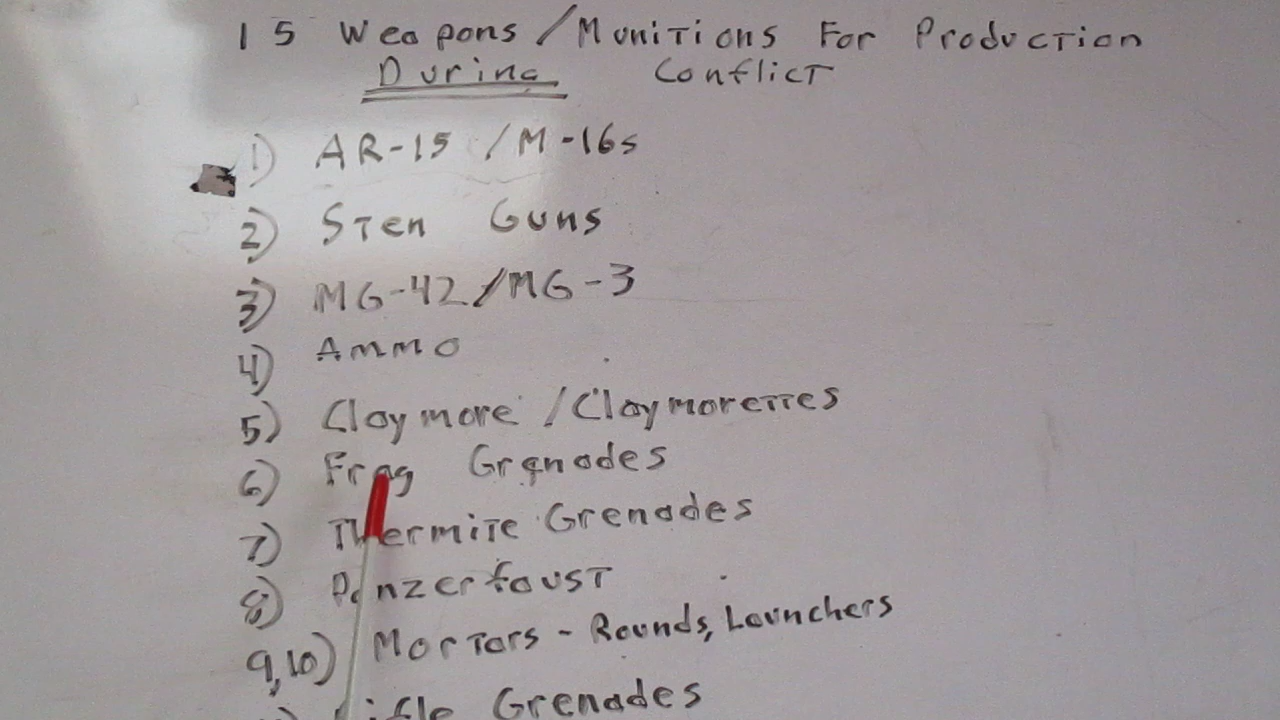 15 Weapons/Munitions For Production
During Conflict
1) AR-15 /M-16s
2) Sten Guns
3) MG-42/MG-3
4) Ammo
5) Claymore /Claymorettes
6) Frag Grenades
7) Thermite Grenades
8) Panzerfaust
9,10) Mortars - Rounds, Launchers
Grenades